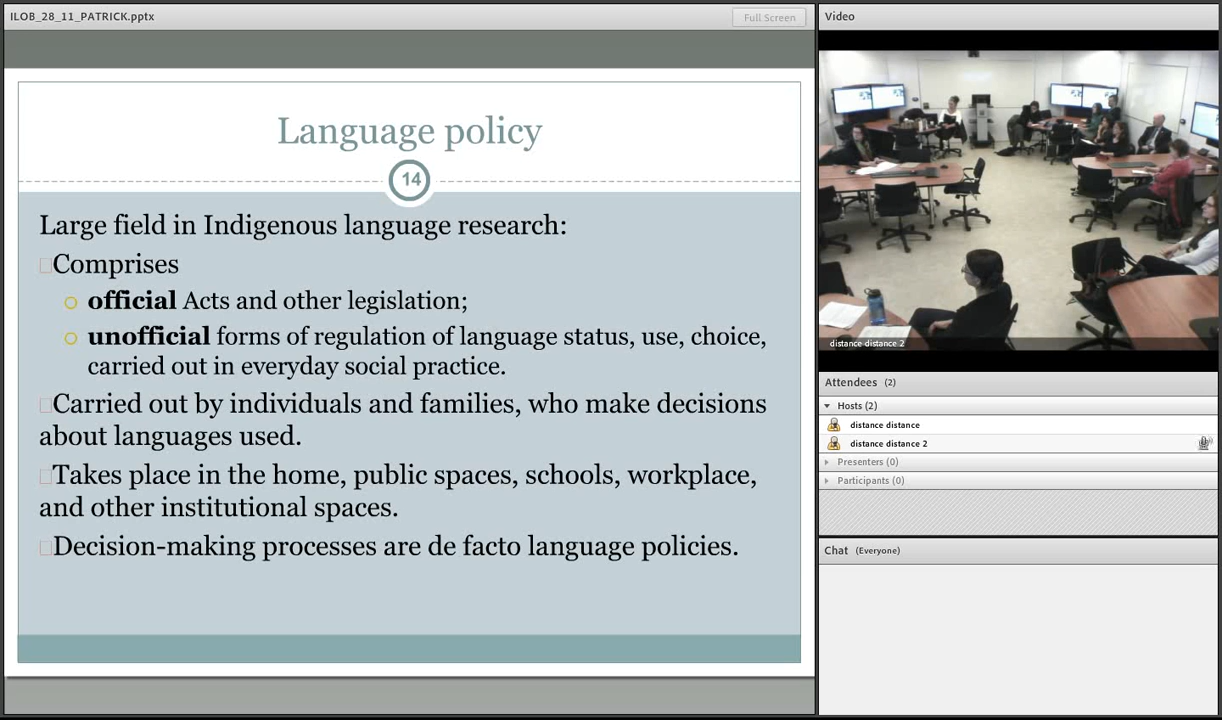 ILOB_28_11_PATRICK.pptx
Full Screen
Language policy
14
Large field in Indigenous language research:
Comprises
official Acts and other legislation;
unofficial forms of regulation of language status, use, choice,
carried out in everyday social practice.
Carried out by individuals and families, who make decisions
about languages used.
Takes place in the home, public spaces, schools, workplace,
and other institutional spaces.
Decision-making processes are de facto language policies.
Video
distance distance 2
Attendees (2)
Hosts (2)
distance distance
distance distance 2
Presenters (0)
Participants (0)
Chat (Everyone)